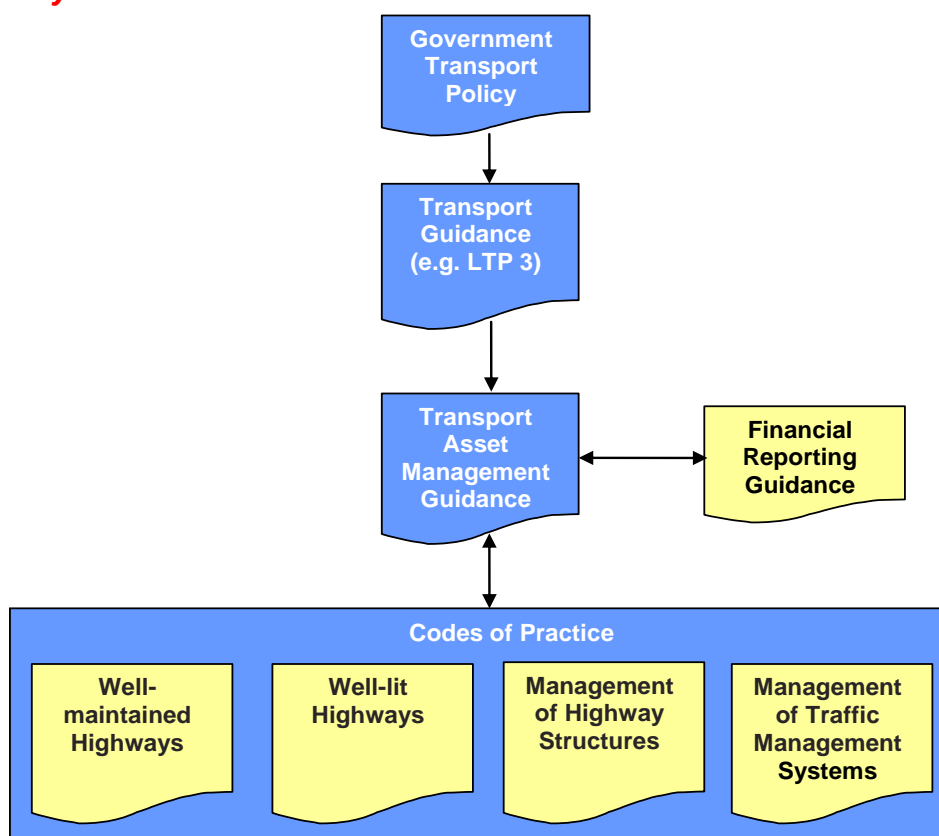 Government
Transport
Policy
Transport
Guidance
(e.g. LTP 3)
Transport
Asset
Management
Guidance
Financial
Reporting
Guidance
Codes of Practice
Well-
maintained
Highways
Well-lit
Highways
Management
of Highway
Structures
Management
of Traffic
Management
Systems